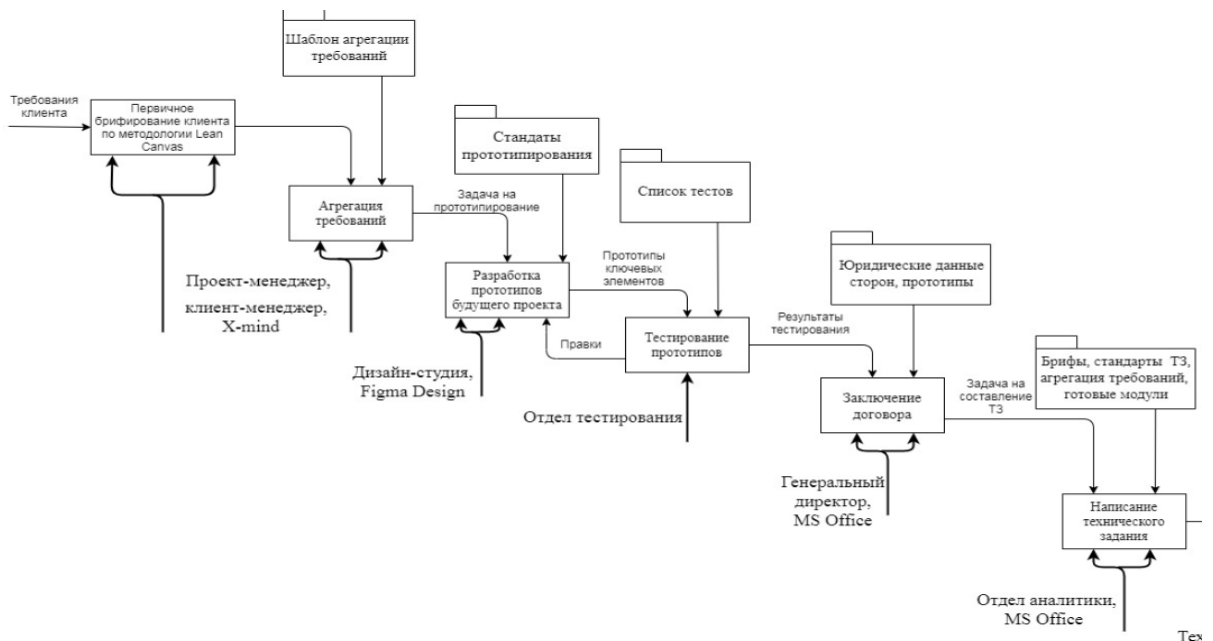 Шаблон агрегации
требований
Требования
клиента
Первичное
брифирование клиента
по методологии Lean
Canvas
Стандаты
прототипирования
Список тестов
Агрегация
требований
Задача на
прототипирование
Проект-менеджер,
клиент-менеджер,
X-mind
Разработка
прототипов
будущего проекта
Прототипы
ключевых
элементов
Юридические данные
сторон, прототипы
Правки
Тестирование
прототипов
Результаты
тестирования
Дизайн-студия,
Figma Design
Отдел тестирования
Брифы, стандарты ТЗ,
агрегация требований,
готовые модули
Заключение
договора
Задача на
составление
ТЗ
Генеральный
директор,
MS Office
Написание
технического
задания
Отдел аналитики,
MS Office